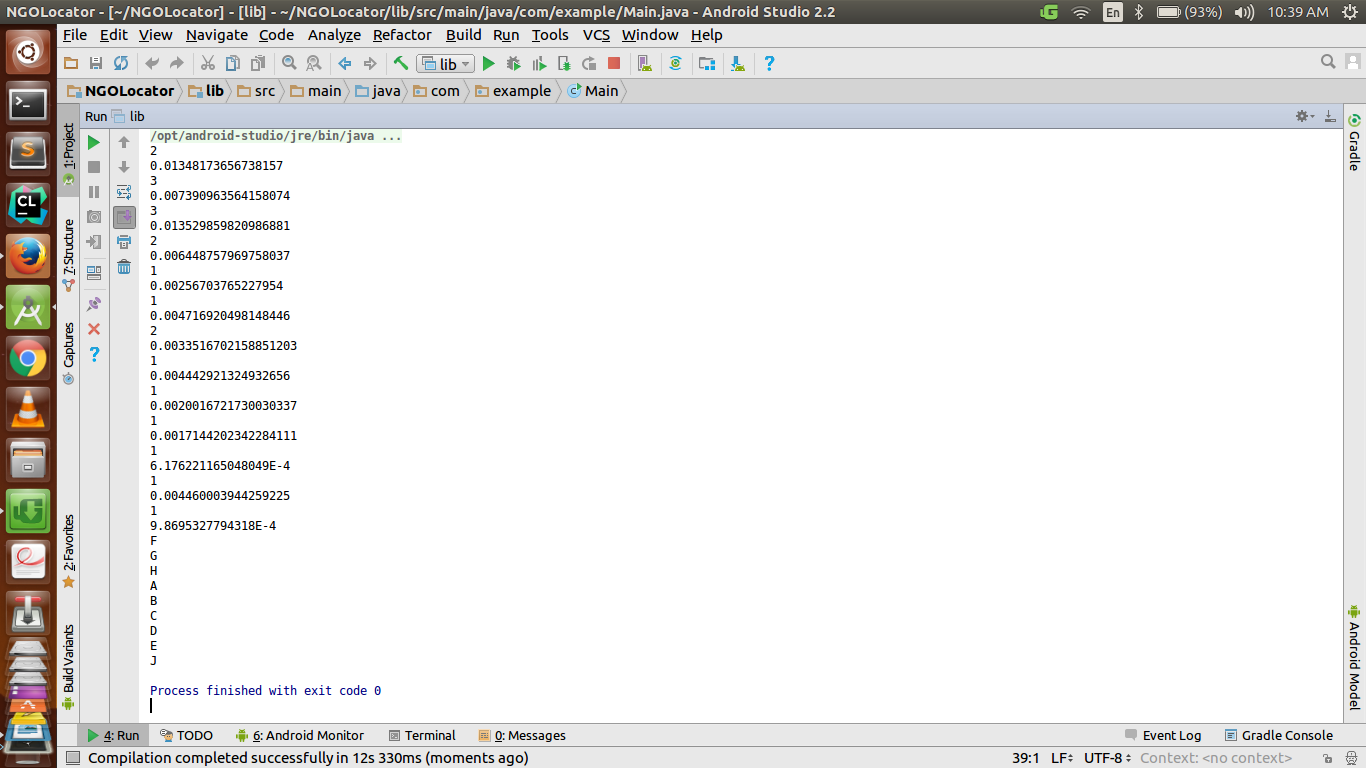 NGOLocator - [~/NGOLocator] - [lib] - ~/NGOLocator/lib/src/main/java/com/example/Main.java - Android Studio 2.2
En
(93%)
10:39 AM
File Edit View Navigate Code Analyze Refactor Build Run Tools VCS Window Help
lib
NGOLocator lib src main java com example Main
Run lib
1: Project
7: Structure
Captures
2: Favorites
Build Variants
Gradle
Android Model
/opt/android-studio/jre/bin/java ...
2
0.01348173656738157
3
0.007390963564158074
3
0.013529859820986881
2
0.006448757969758037
1
0.00256703765227954
1
0.004716920498148446
2
0.0033516702158851203
1
0.004442921324932656
1
0.0020016721730030337
1
0.0017144202342284111
1
6.176221165048049E-4
1
0.004460003944259225
1
9.8695327794318E-4
F
G
H
A
B
C
D
E
J
Process finished with exit code 0
4: Run TODO 6: Android Monitor Terminal 0: Messages Event Log Gradle Console
Compilation completed successfully in 12s 330ms (moments ago) 39:1 LF UTF-8 Context: <no context>